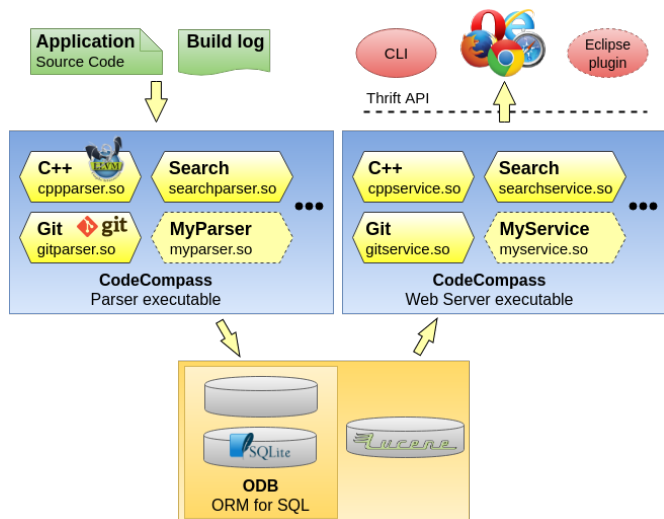 Application
Source Code
Build log
CLI
Eclipse
plugin
Thrift API
C++
cppparser.so
LLVM
Search
searchparser.so
Git
git
gitparser.so
MyParser
myparser.so
•••
CodeCompass
Parser executable
C++
cppservice.so
Search
searchservice.so
Git
gitservice.so
MyService
myservice.so
•••
CodeCompass
Web Server executable
SQLite
Lucene
ODB
ORM for SQL